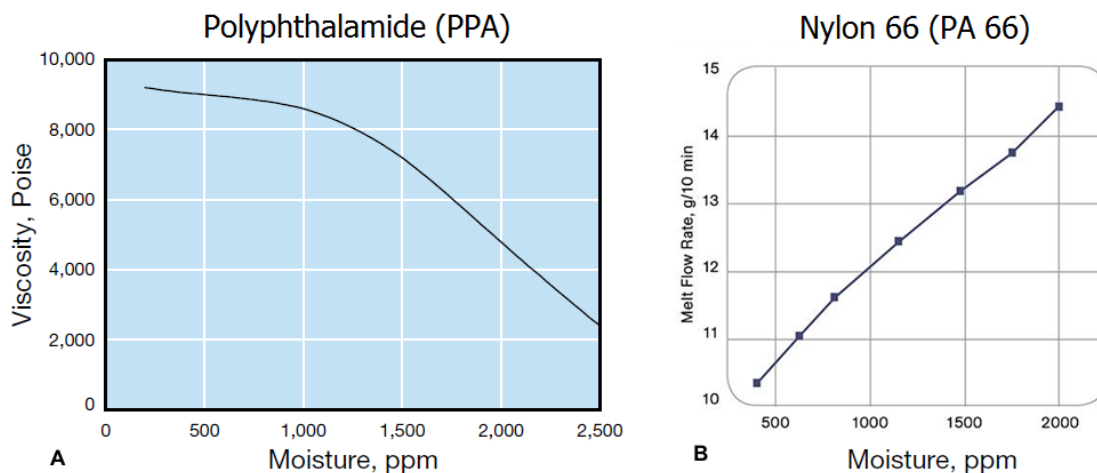 Polyphthalamide (PPA)
10,000
8,000
6,000
4,000
2,000
0
Viscosity, Poise
0 500 1,000 1,500 2,000 2,500
Moisture, ppm
A
Nylon 66 (PA 66)
15
14
13
12
11
10
Melt Flow Rate, g/10 min
500 1000 1500 2000
Moisture, ppm
B